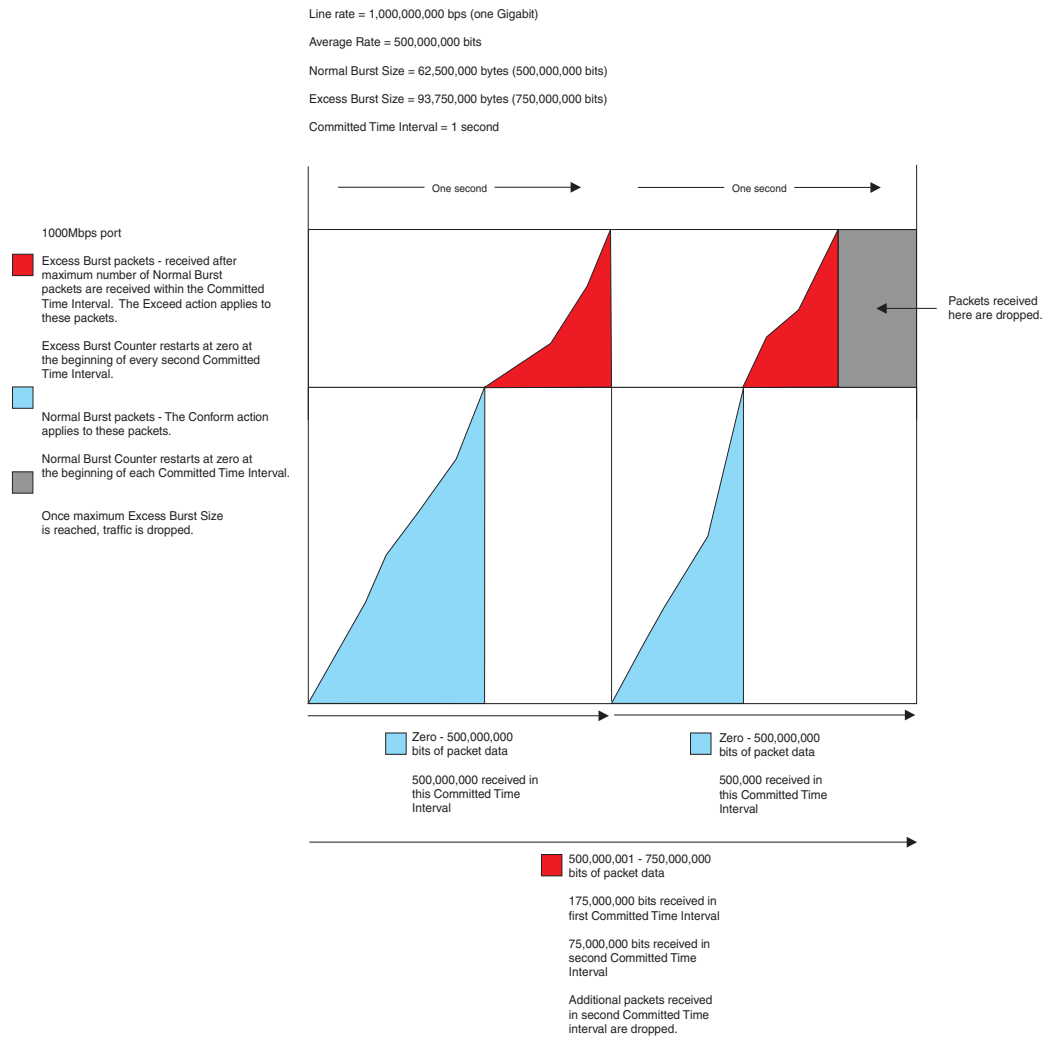 Line rate = 1,000,000,000 bps (one Gigabit)
Average Rate = 500,000,000 bits
Normal Burst Size = 62,500,000 bytes (500,000,000 bits)
Excess Burst Size = 93,750,000 bytes (750,000,000 bits)
Committed Time Interval = 1 second
One second
One second
1000Mbps port
Excess Burst packets - received after
maximum number of Normal Burst
packets are received within the Committed
Time Interval. The Exceed action applies to
these packets.
Excess Burst Counter restarts at zero at
the beginning of every second Committed
Time Interval.
Normal Burst packets - The Conform action
applies to these packets.
Normal Burst Counter restarts at zero at
the beginning of each Committed Time Interval.
Once maximum Excess Burst Size
is reached, traffic is dropped.
Packets received
here are dropped.
Zero - 500,000,000
bits of packet data
500,000,000 received in
this Committed Time
Interval
Zero - 500,000,000
bits of packet data
500,000 received in
this Committed Time
Interval
500,000,001 - 750,000,000
bits of packet data
175,000,000 bits received in
first Committed Time Interval
75,000,000 bits received in
second Committed Time
Interval
Additional packets received
in second Committed Time
interval are dropped.